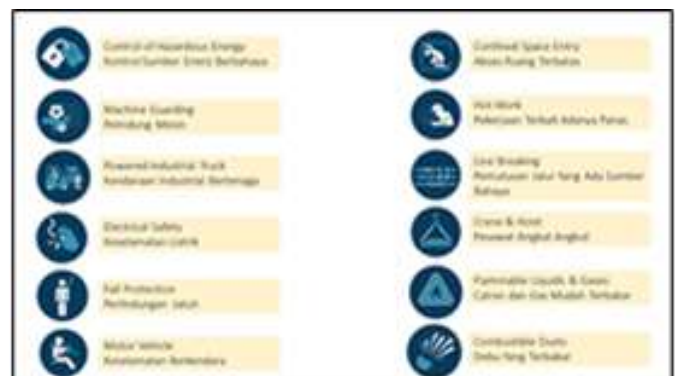 Control of Hazardous Energy
Kontrol Sumber Energi Berbahaya
Machine Guarding
Pelindung Mesin
Powered Industrial Truck
Kendaraan Industrial Bertenaga
Electrical Safety
Keselamatan Listrik
Fall Protection
Perlindungan Jatuh
Motor Vehicle
Keselamatan Berkendara
Confined Space Entry
Akses Ruang Terbatas
Hot Work
Pekerjaan Terkait Adanya Panas
Line Breaking
Pemutusan Jalur Yang Ada Sumber
Bahaya
Crane & Hoist
Pesawat Angkat Angkut
Flammable Liquids & Gases
Cairan dan Gas Mudah Terbakar
Combustible Dusts
Debu Yang Terbakar